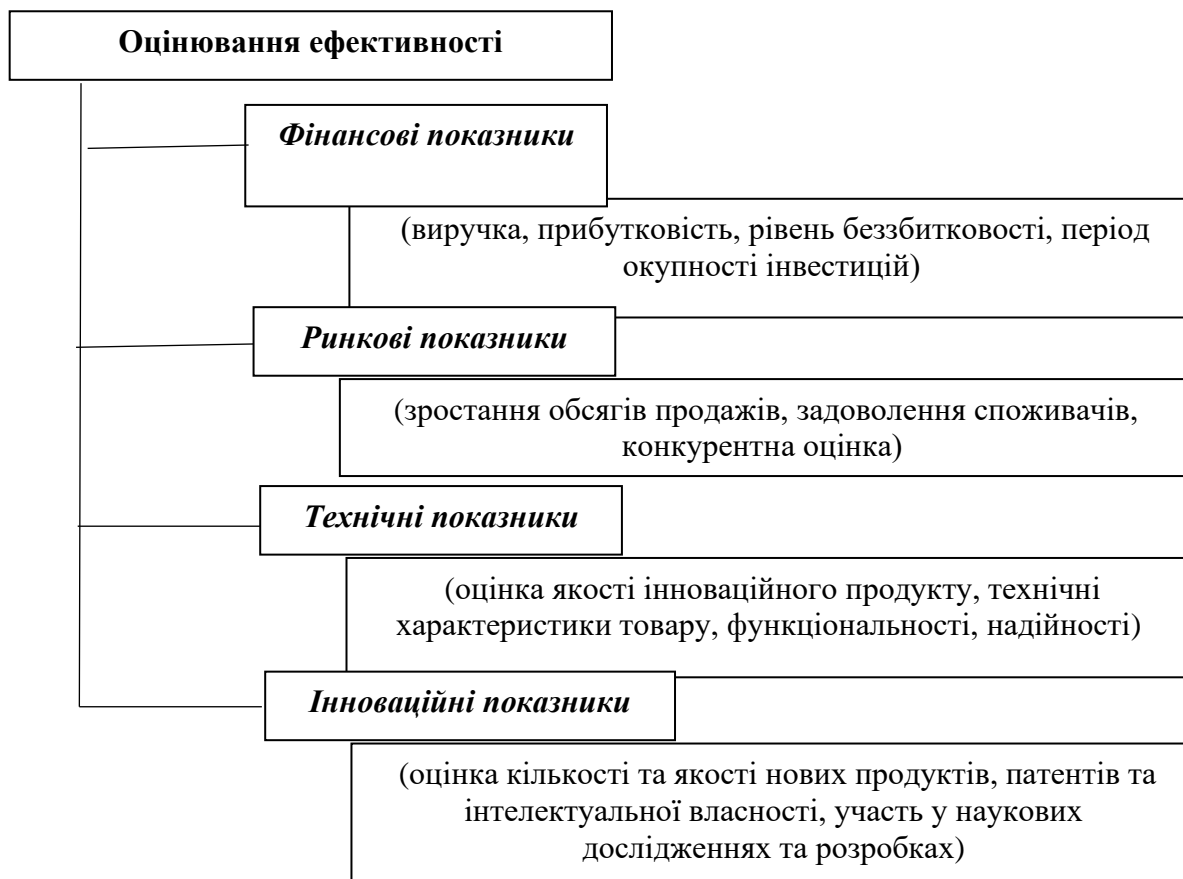 Оцінювання ефективності
Фінансові показники
(виручка, прибутковість, рівень беззбитковості, період
окупності інвестицій)
Ринкові показники
(зростання обсягів продажів, задоволення споживачів,
конкурентна оцінка)
Технічні показники
(оцінка якості інноваційного продукту, технічні
характеристики товару, функціональності, надійності)
Інноваційні показники
(оцінка кількості та якості нових продуктів, патентів та
інтелектуальної власності, участь у наукових
дослідженнях та розробках)